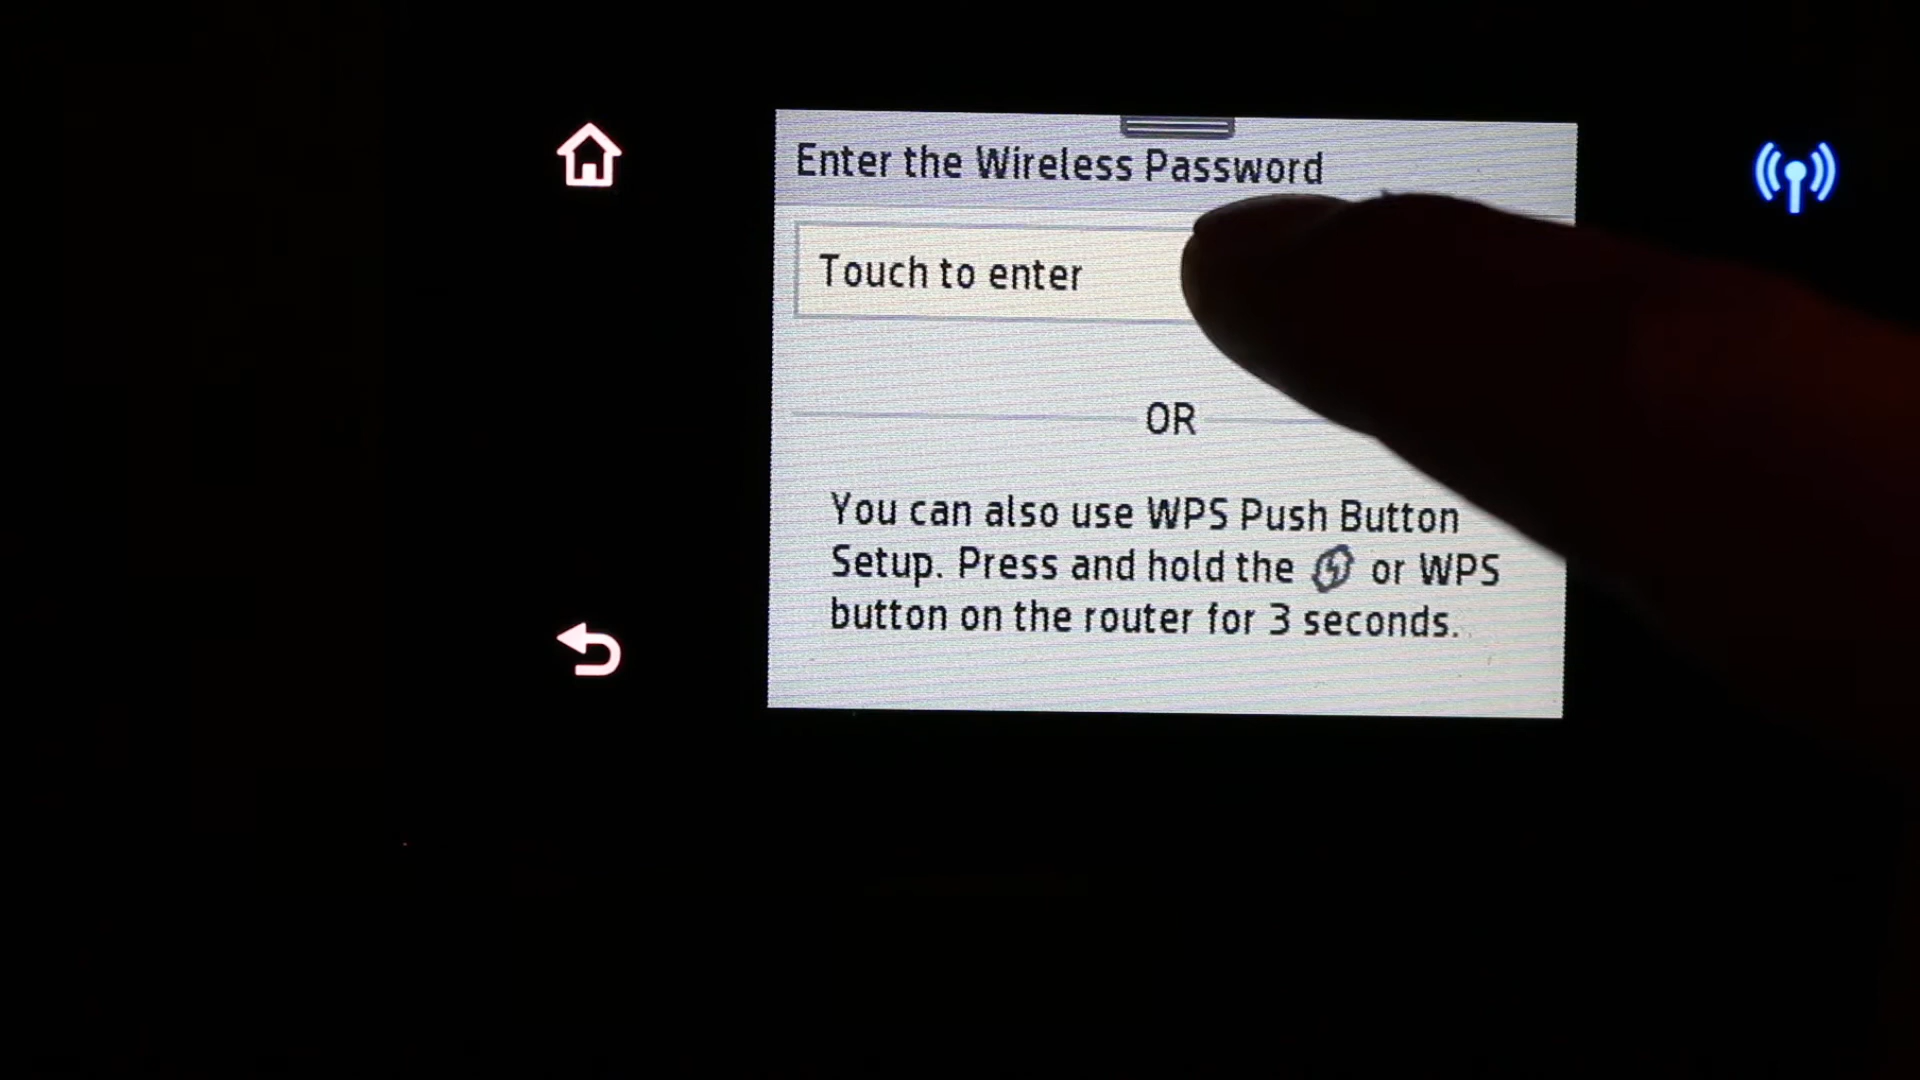 Enter the Wireless Password
Touch to enter
OR
You can also use WPS Push Button
Setup. Press and hold the or WPS
button on the router for 3 seconds.